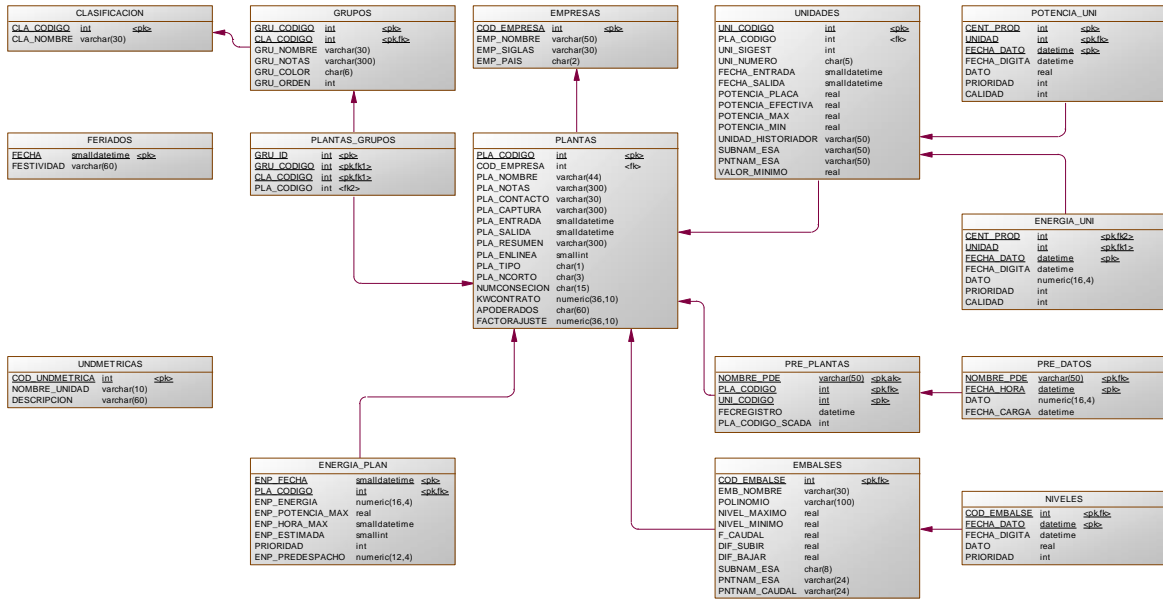 CLASIFICACION
CLA_CODIGO int <pk>
CLA_NOMBRE varchar(30)
GRUPOS
GRU_CODIGO int <pk>
CLA_CODIGO int <pk,fk>
GRU_NOMBRE varchar(30)
GRU_NOTAS varchar(300)
GRU_COLOR char(6)
GRU_ORDEN int
EMPRESAS
COD_EMPRESA int <pk>
EMP_NOMBRE varchar(50)
EMP_SIGLAS varchar(30)
EMP_PAIS char(2)
UNIDADES
UNI_CODIGO int <pk>
PLA_CODIGO int <fk>
UNI_SIGEST int
UNI_NUMERO char(5)
FECHA_ENTRADA smalldatetime
FECHA_SALIDA smalldatetime
POTENCIA_PLACA real
POTENCIA_EFECTIVA real
POTENCIA_MAX real
POTENCIA_MIN real
UNIDAD_HISTORIADOR varchar(50)
SUBNAM_ESA varchar(50)
PNTNAM_ESA varchar(50)
VALOR_MINIMO real
POTENCIA_UNI
CENT_PROD int <pk>
UNIDAD int <pk,fk>
FECHA_DATO datetime <pk>
FECHA_DIGITA datetime
DATO real
PRIORIDAD int
CALIDAD int
FERIADOS
FECHA smalldatetime <pk>
FESTIVIDAD varchar(60)
PLANTAS_GRUPOS
GRU_ID int <pk>
GRU_CODIGO int <pk,fk1>
CLA_CODIGO int <pk,fk1>
PLA_CODIGO int <fk2>
PLANTAS
PLA_CODIGO int <pk>
COD_EMPRESA int <fk>
PLA_NOMBRE varchar(44)
PLA_NOTAS varchar(300)
PLA_CONTACTO varchar(30)
PLA_CAPTURA varchar(300)
PLA_ENTRADA smalldatetime
PLA_SALIDA smalldatetime
PLA_RESUMEN varchar(300)
PLA_ENLINEA smallint
PLA_TIPO char(1)
PLA_NCORTO char(3)
NUMCONSECION char(15)
KWCONTRATO numeric(36,10)
APODERADOS char(60)
FACTORAJUSTE numeric(36,10)
ENERGIA_UNI
CENT_PROD int <pk,fk2>
UNIDAD int <pk,fk1>
FECHA_DATO datetime <pk>
FECHA_DIGITA datetime
DATO numeric(16,4)
PRIORIDAD int
CALIDAD int
UNDMETRICAS
COD_UNDMETRICA int <pk>
NOMBRE_UNIDAD varchar(10)
DESCRIPCION varchar(60)
PRE_PLANTAS
NOMBRE_PDE varchar(50) <pk,ak>
PLA_CODIGO int <pk,fk>
UNI_CODIGO int <pk>
FECREGISTRO datetime
PLA_CODIGO_SCADA int
PRE_DATOS
NOMBRE_PDE varchar(50) <pk,fk>
FECHA_HORA datetime <pk>
DATO numeric(16,4)
FECHA_CARGA datetime
ENERGIA_PLAN
ENP_FECHA smalldatetime <pk>
PLA_CODIGO int <pk,fk>
ENP_ENERGIA numeric(16,4)
ENP_POTENCIA_MAX real
ENP_HORA_MAX smalldatetime
ENP_ESTIMADA smallint
PRIORIDAD int
ENP_PREDESPACHO numeric(12,4)
EMBALSES
COD_EMBALSE int <pk,fk>
EMB_NOMBRE varchar(30)
POLINOMIO varchar(100)
NIVEL_MAXIMO real
NIVEL_MINIMO real
F_CAUDAL real
DIF_SUBIR real
DIF_BAJAR real
SUBNAM_ESA char(8)
PNTNAM_ESA varchar(24)
PNTNAM_CAUDAL varchar(24)
NIVELES
COD_EMBALSE int <pk,fk>
FECHA_DATO datetime <pk>
FECHA_DIGITA datetime
DATO real
PRIORIDAD int